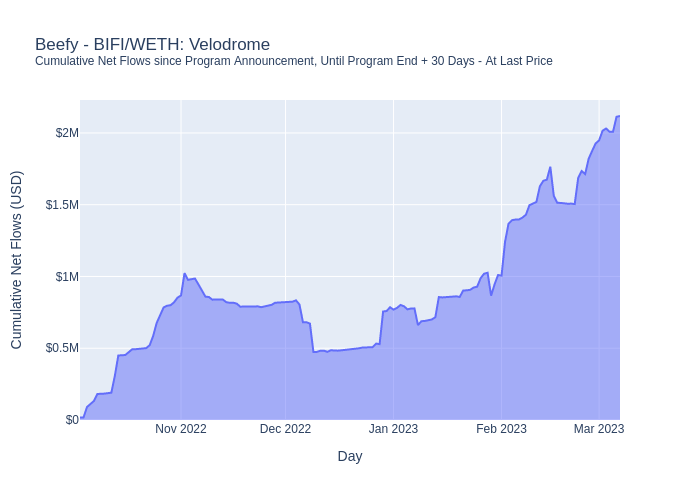 Beefy - BIFI/WETH: Velodrome
Cumulative Net Flows since Program Announcement, Until Program End + 30 Days - At Last Price
Cumulative Net Flows (USD)
$2M
$1.5M
$1M
$0.5M
$0
Nov 2022
Dec 2022
Jan 2023
Feb 2023
Mar 2023
Day